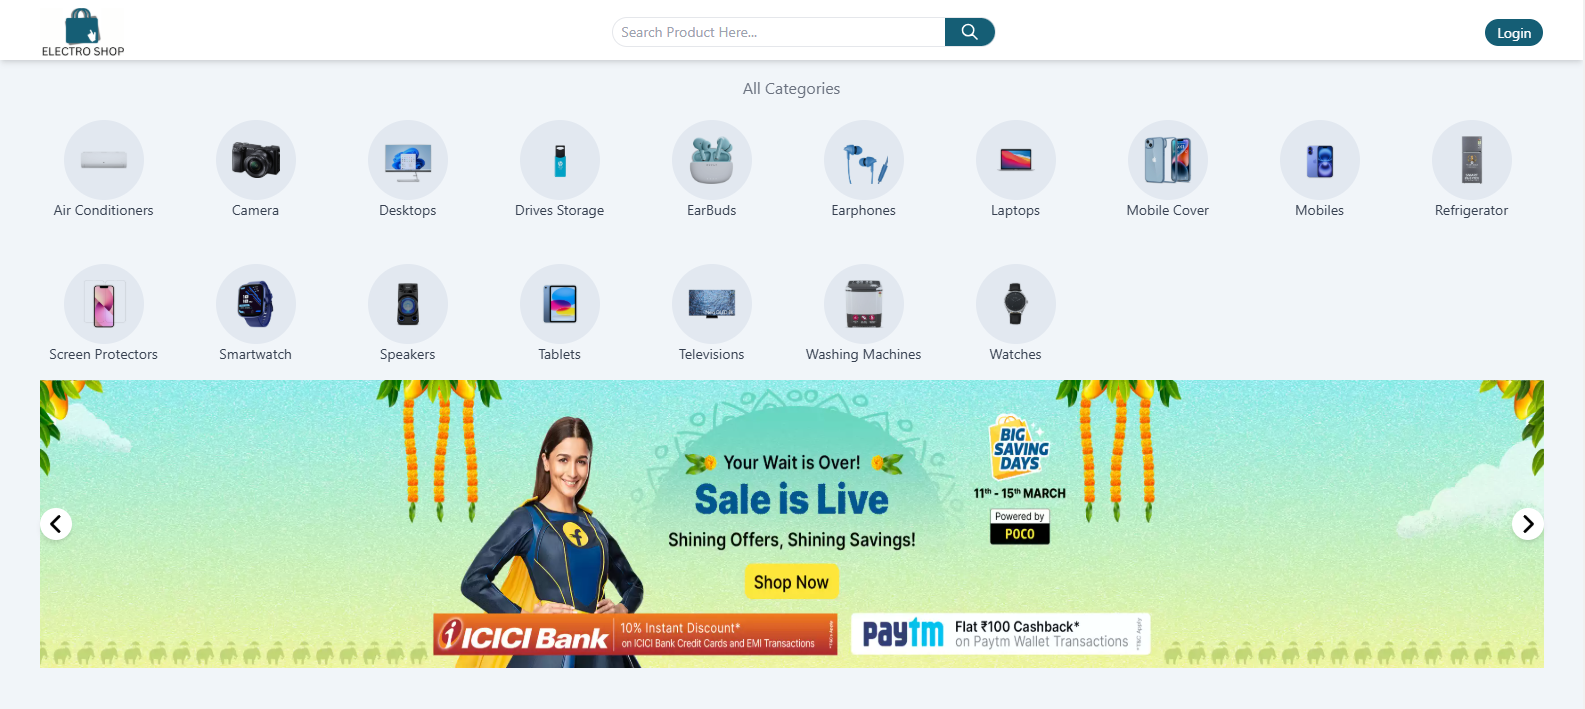 ELECTRO SHOP
Search Product Here...
Login
All Categories
Air Conditioners
Camera
Desktops
Drives Storage
EarBuds
Earphones
Laptops
Mobile Cover
Mobiles
Refrigerator
Screen Protectors
Smartwatch
Speakers
Tablets
Televisions
Washing Machines
Watches
Your Wait is Over!
Sale is Live
Shining Offers, Shining Savings!
Shop Now
BIG
SAVING
DAYS
11th - 15th MARCH
Powered by
POCO
ICICI Bank
10% Instant Discount*
on ICICI Bank Credit Cards and EMI Transactions
paytm
Flat ₹100 Cashback*
on Paytm Wallet Transactions